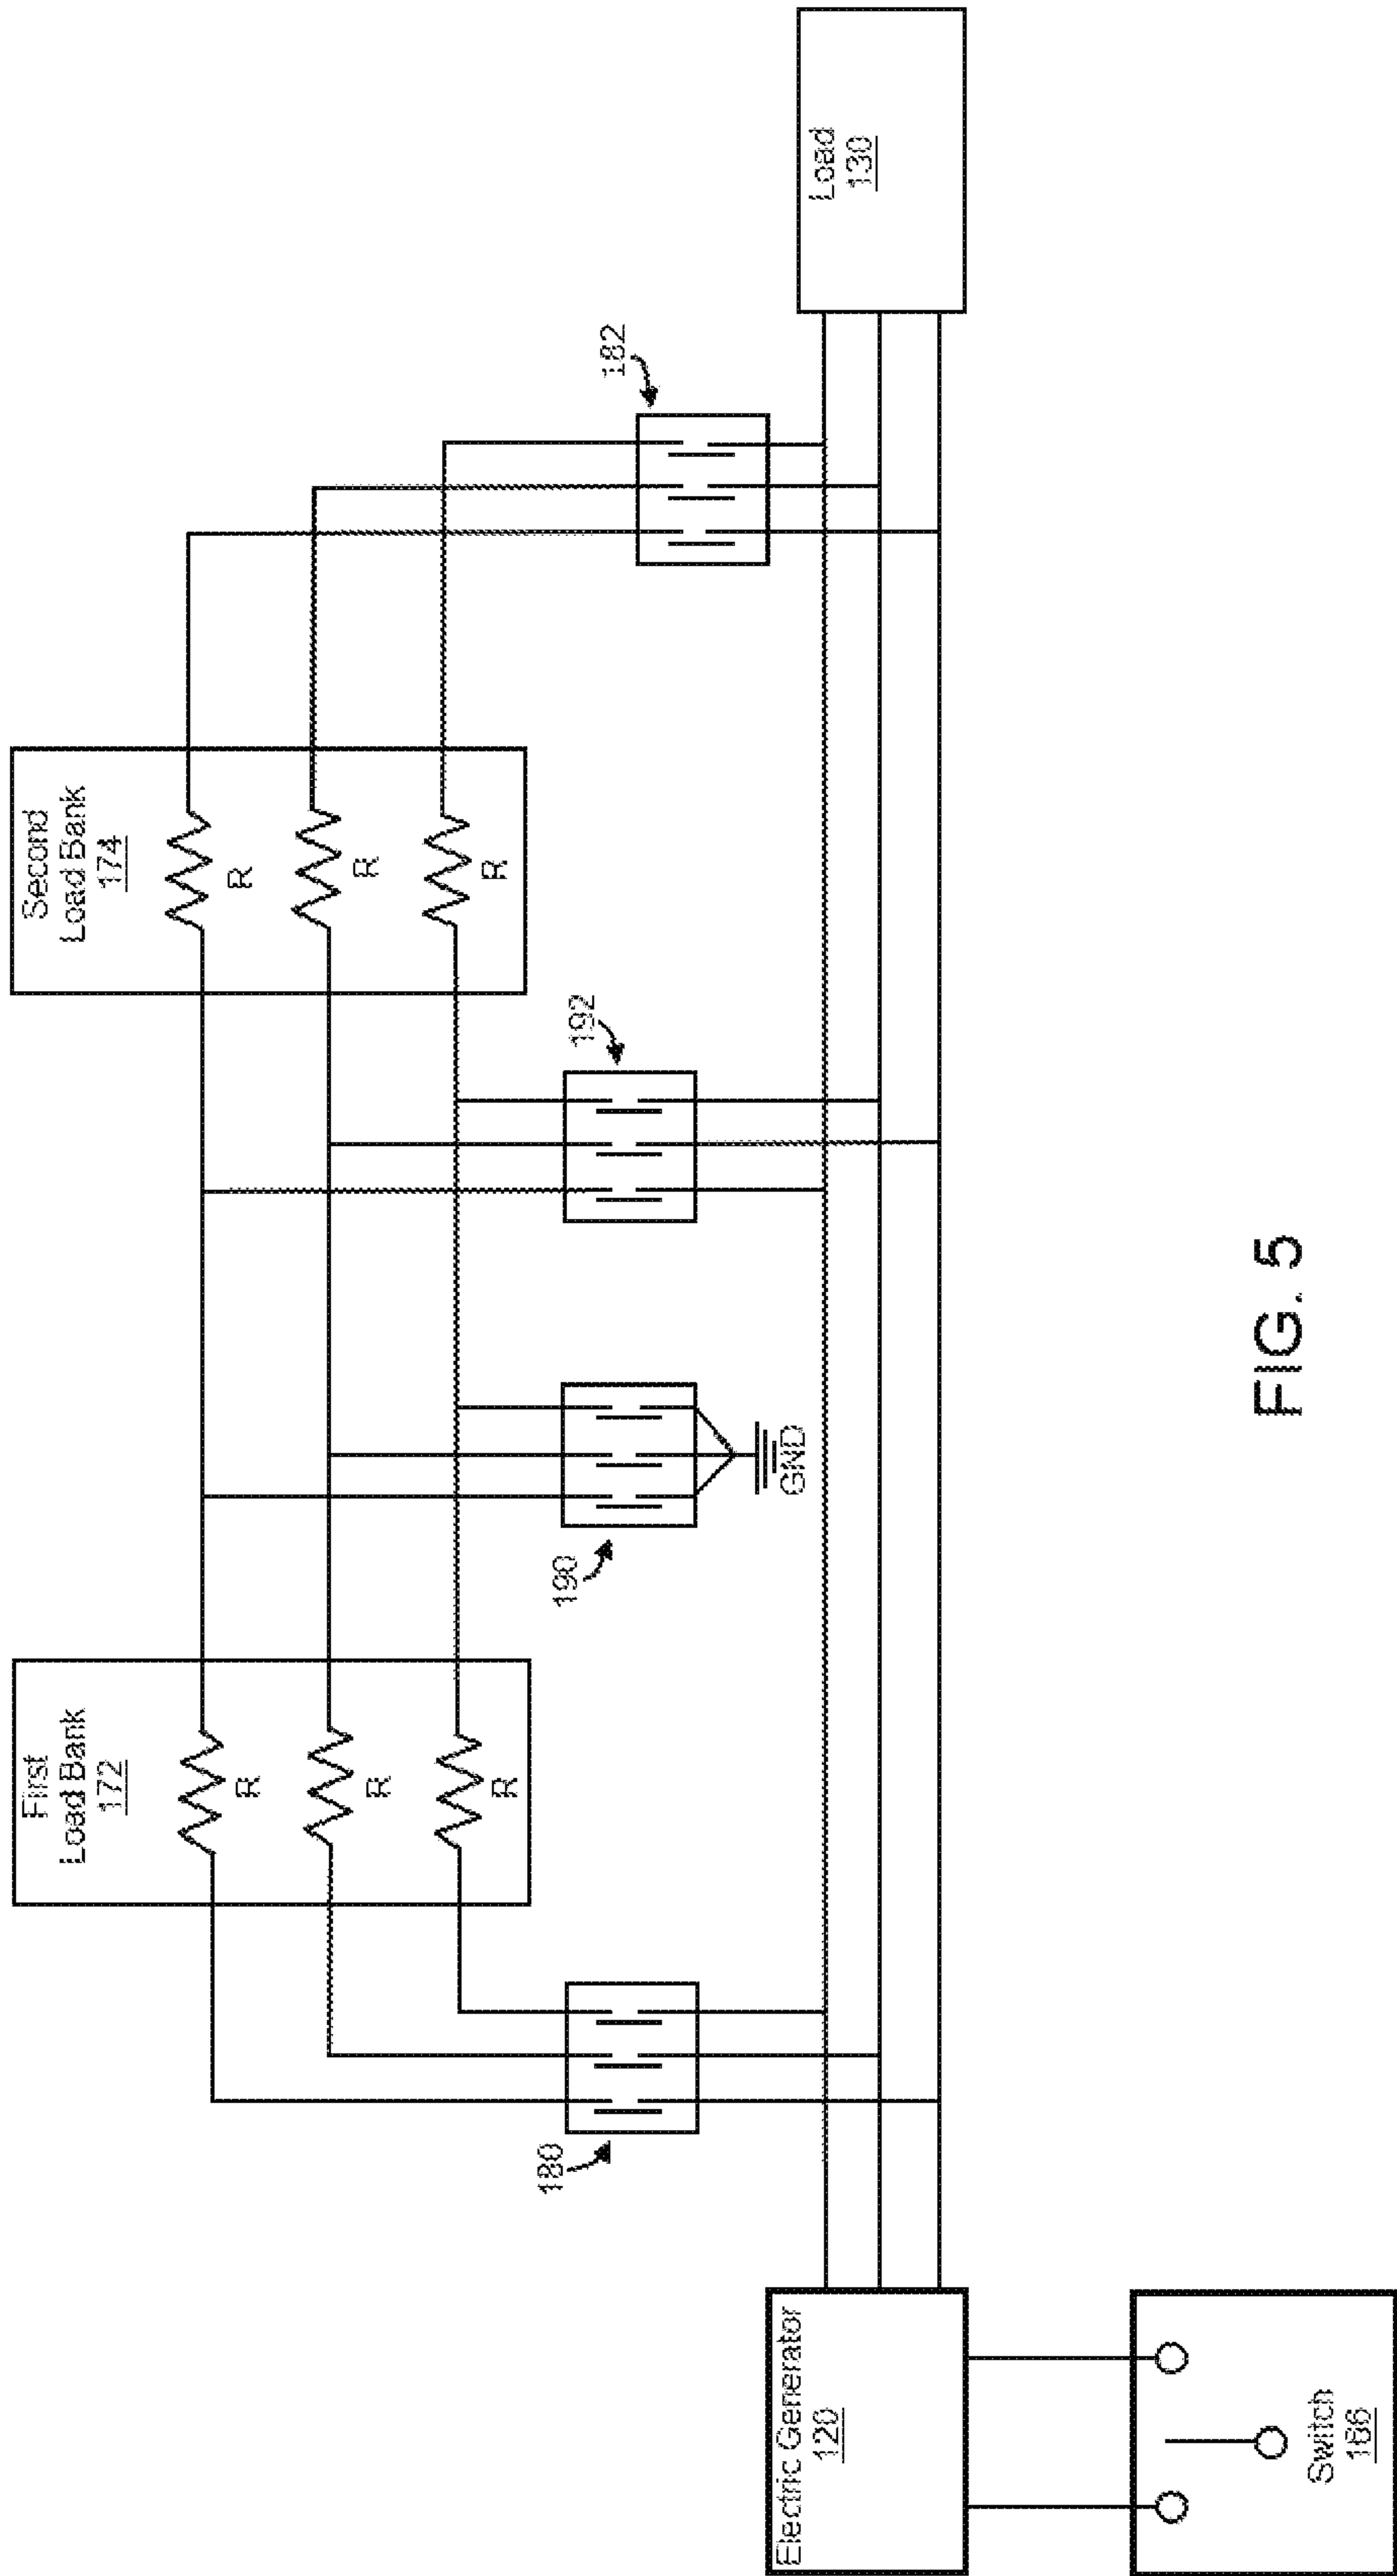 First
Load Bank
172
R
R
R
Second
Load Bank
174
R
R
R
180
190
GND
192
182
Electric Generator
120
Load
130
Switch
186
FIG. 5